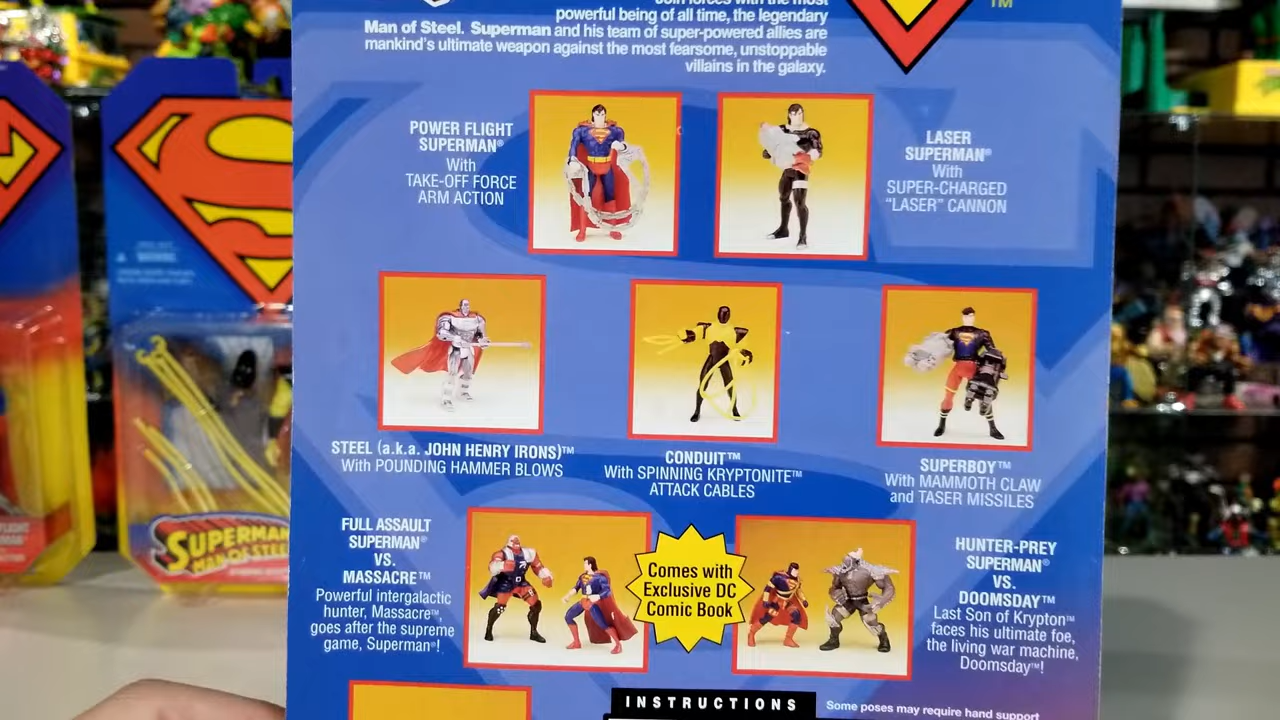 powerful being of all time, the legendary
Man of Steel. Superman and his team of super-powered allies are
mankind's ultimate weapon against the most fearsome, unstoppable
villains in the galaxy.
TM
POWER FLIGHT
SUPERMAN®
With
TAKE-OFF FORCE
ARM ACTION
LASER
SUPERMAN®
With
SUPER-CHARGED
"LASER" CANNON
STEEL (a.k.a. JOHN HENRY IRONS)™
With POUNDING HAMMER BLOWS
CONDUIT™
With SPINNING KRYPTONITE™
ATTACK CABLES
SUPERBOY™
With MAMMOTH CLAW
and TASER MISSILES
FULL ASSAULT
SUPERMAN®
VS.
MASSACRE™
Powerful intergalactic
hunter, Massacre™,
goes after the supreme
game, Superman®!
Comes with
Exclusive DC
Comic Book
HUNTER-PREY
SUPERMAN®
VS.
DOOMSDAY™
Last Son of Krypton™
faces his ultimate foe,
the living war machine,
Doomsday™!
INSTRUCTIONS
Some poses may require hand support
SUPERMAN
MAN OF STEEL